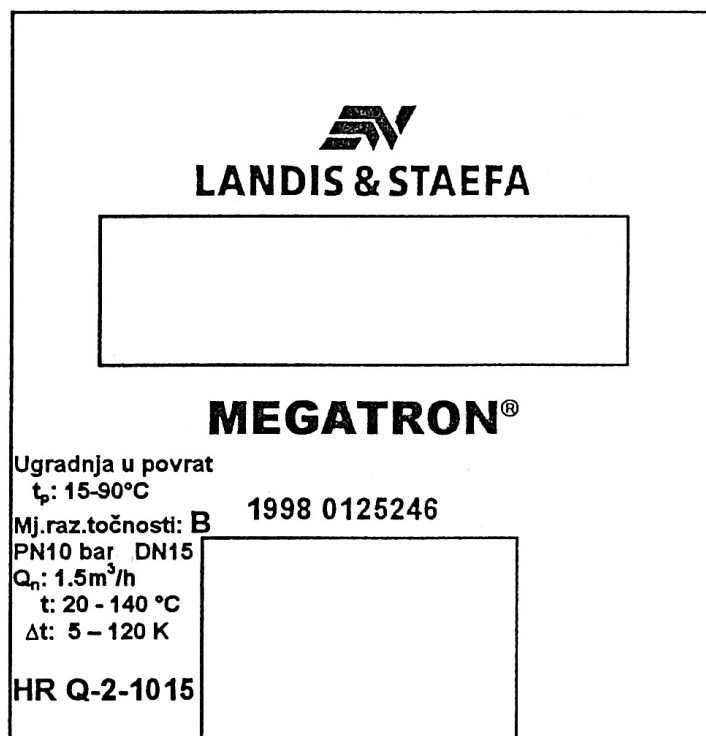 LANDIS & STAEFA
MEGATRON®
Ugradnja u povrat
tp: 15-90°C
1998 0125246
Mj.raz.točnosti: B
PN10 bar DN15
Qn: 1.5m³/h
t: 20 - 140 °C
Δt: 5 – 120 K
HR Q-2-1015